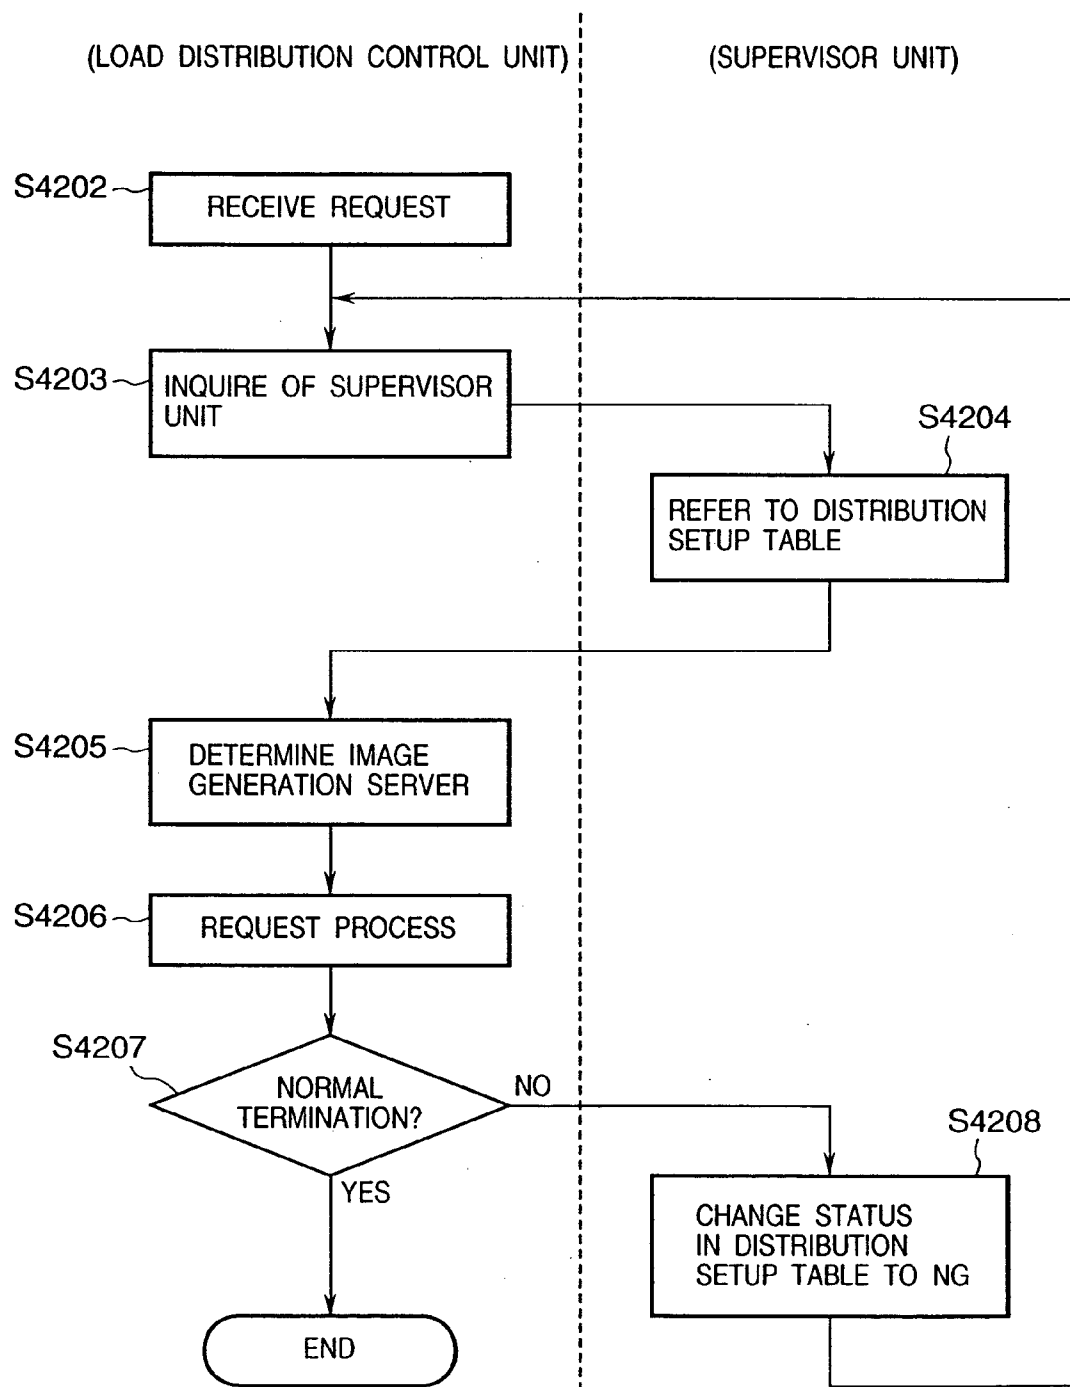 (LOAD DISTRIBUTION CONTROL UNIT)
(SUPERVISOR UNIT)
S4202
RECEIVE REQUEST
S4203
INQUIRE OF SUPERVISOR
UNIT
S4204
REFER TO DISTRIBUTION
SETUP TABLE
S4205
DETERMINE IMAGE
GENERATION SERVER
S4206
REQUEST PROCESS
S4207
NORMAL
TERMINATION?
NO
YES
S4208
CHANGE STATUS
IN DISTRIBUTION
SETUP TABLE TO NG
END